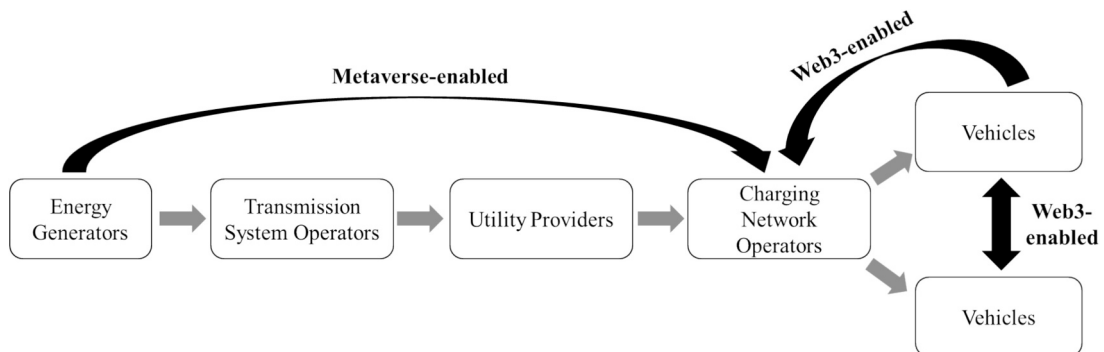 Web3-enabled
Metaverse-enabled
Vehicles
Energy
Generators
Transmission
System Operators
Utility Providers
Charging
Network
Operators
Web3-
enabled
Vehicles